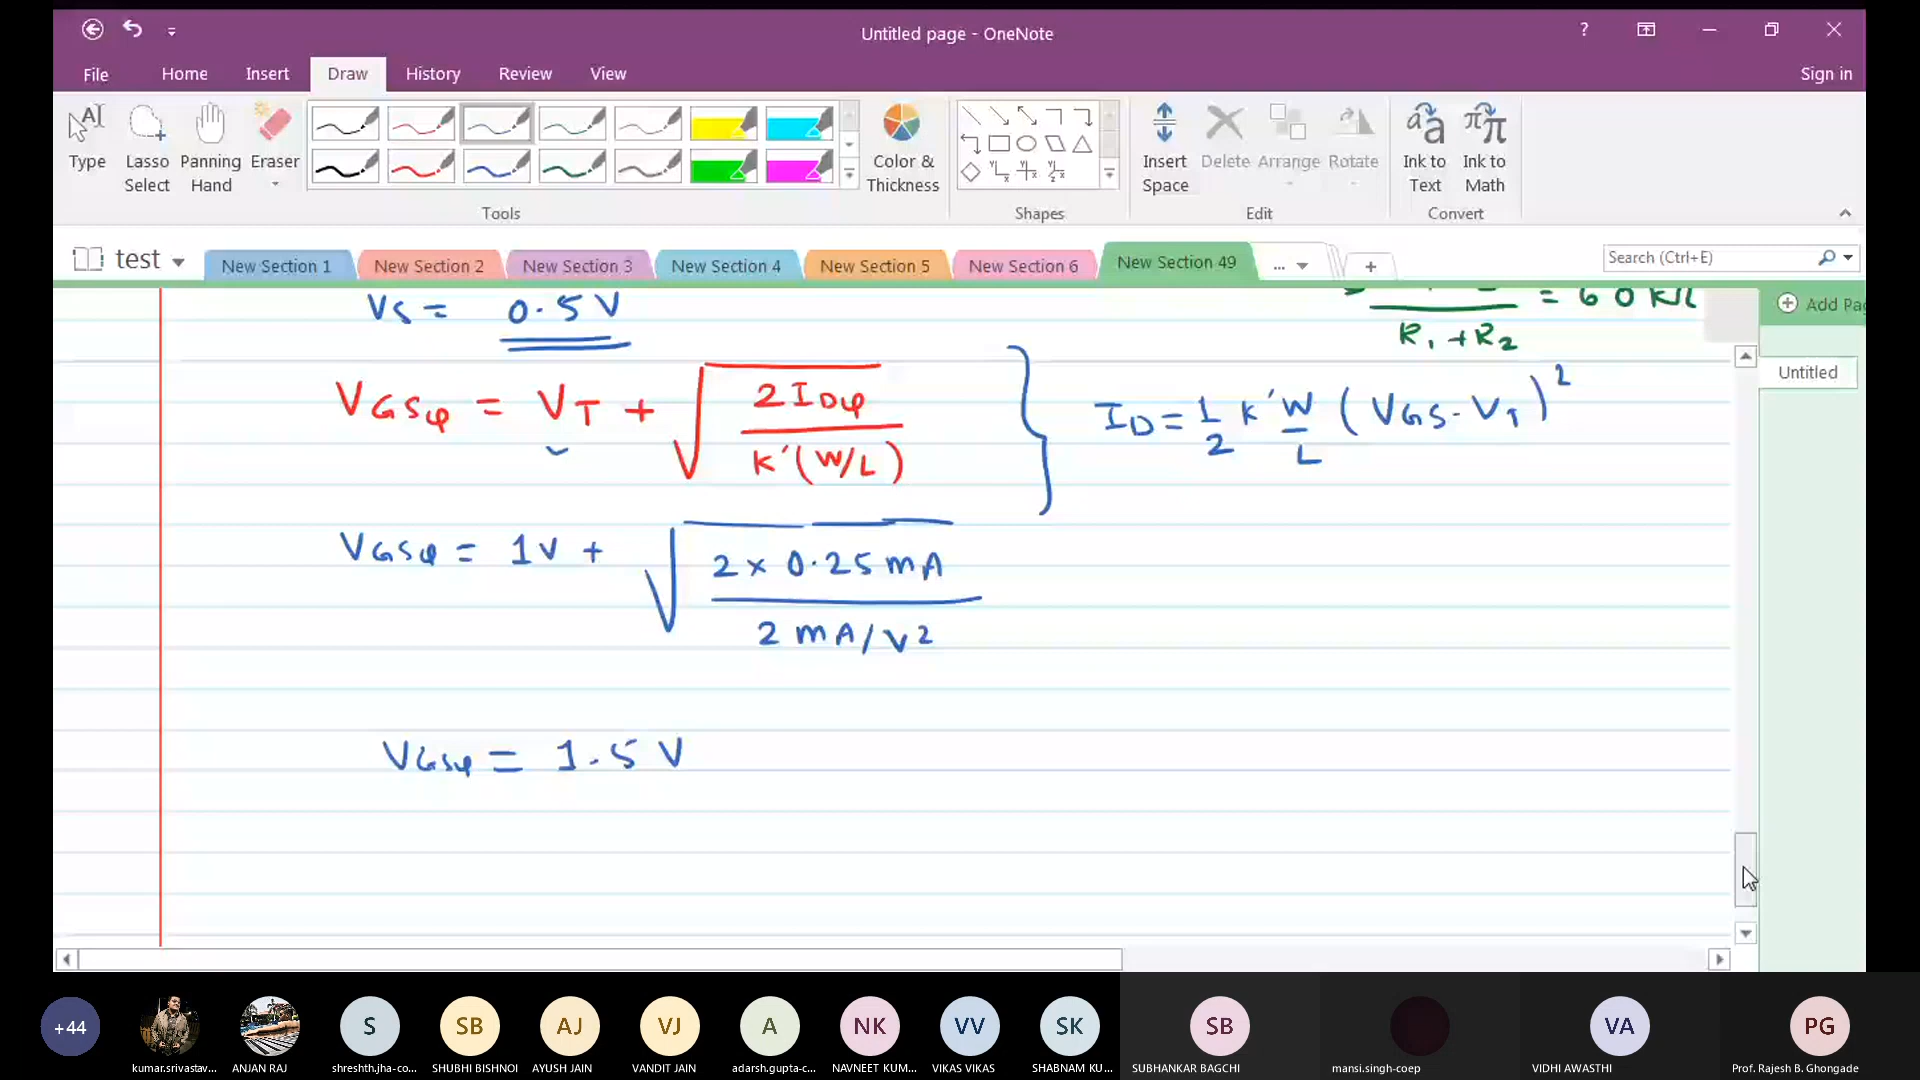 Untitled page - OneNote
?
File Home Insert Draw History Review View
Sign in
Type
Lasso Select
Panning Hand
Eraser
Color & Thickness
Insert Space
Delete
Arrange
Rotate
Ink to Text
Ink to Math
Tools
Shapes
Edit
Convert
test
New Section 1
New Section 2
New Section 3
New Section 4
New Section 5
New Section 6
New Section 49
...
Search (Ctrl+E)
Add Pag
Untitled
VS = 0.5 V
= 60 KΩ
R1 + R2
VGSφ = VT + √ 2 IDφ / K'(W/L)
ID = 1/2 K' W/L (VGS - VT)²
VGSφ = 1V + √ 2 x 0.25 mA / 2 mA/V²
VGSφ = 1.5 V
+44
S
SB
AJ
VJ
A
NK
VV
SK
SB
VA
PG
kumar.srivastav...
ANJAN RAJ
shreshth.jha-co...
SHUBHI BISHNOI
AYUSH JAIN
VANDIT JAIN
adarsh.gupta-c...
NAVNEET KUM...
VIKAS VIKAS
SHABNAM KU...
SUBHANKAR BAGCHI
mansi.singh-coep
VIDHI AWASTHI
Prof. Rajesh B. Ghongade